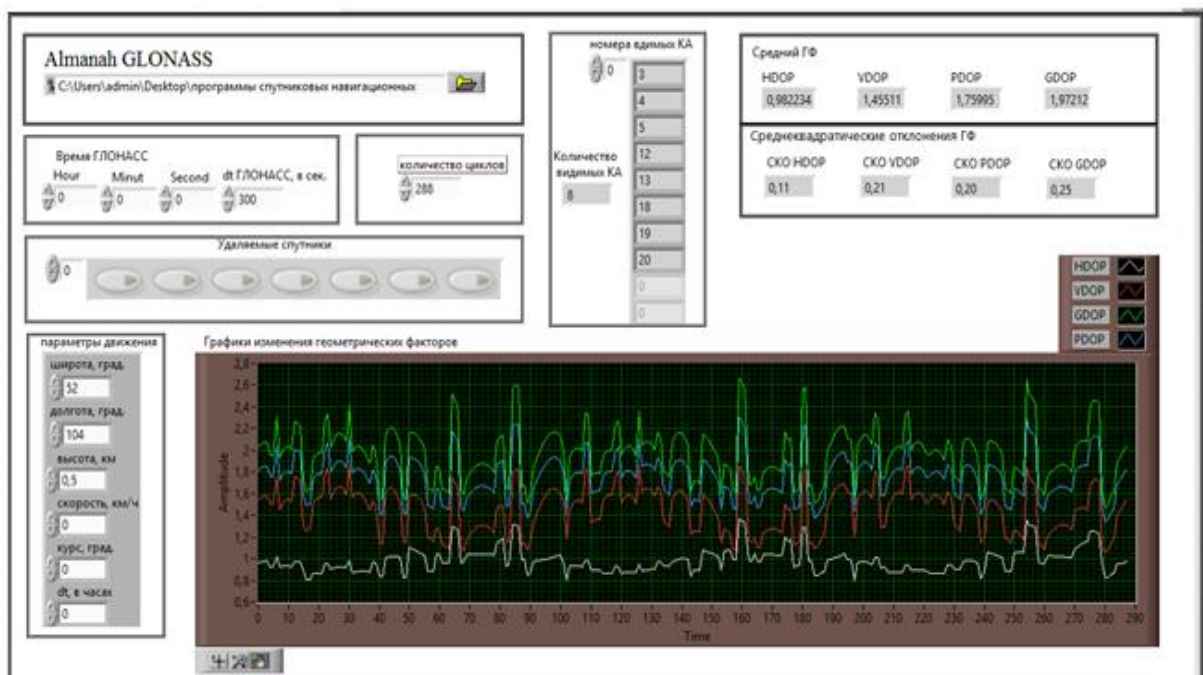 Almanah GLONASS
C:\Users\admin\Desktop\программы спутниковых навигационных
Время ГЛОНАСС
Hour Minut Second dt ГЛОНАСС, в сек.
0 0 0 300
количество циклов
288
Удаляемые спутники
0
номера вдимых КА
0
3
4
5
12
13
18
19
20
0
0
Количество
видимых КА
8
Средний ГФ
HDOP VDOP PDOP GDOP
0,982234 1,45511 1,75995 1,97212
Среднеквадратические отклонения ГФ
СКО HDOP СКО VDOP СКО PDOP СКО GDOP
0,11 0,21 0,20 0,25
параметры движения
широта, град.
52
долгота, град.
104
высота, км
0,5
скорость, км/ч
0
курс, град.
0
dt, в часах
0
Графики изменения геометрических факторов
HDOP
VDOP
GDOP
PDOP
Amplitude
2,8
2,6
2,4
2,2
2
1,8
1,6
1,4
1,2
1
0,8
0,6
0 10 20 30 40 50 60 70 80 90 100 110 120 130 140 150 160 170 180 190 200 210 220 230 240 250 260 270 280 290
Time